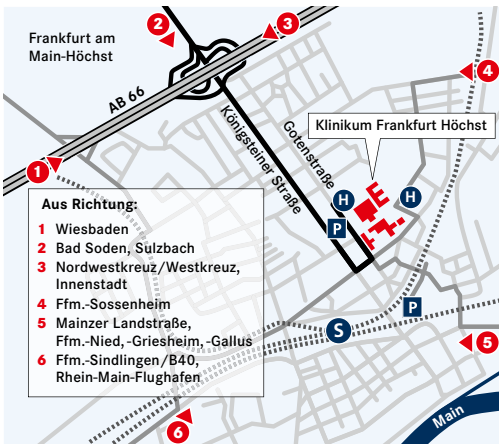 2
3
Frankfurt am
Main-Höchst
4
AB 66
Königsteiner Straße
Gotenstraße
Klinikum Frankfurt Höchst
1
H
H
P
Aus Richtung:
1 Wiesbaden
2 Bad Soden, Sulzbach
3 Nordwestkreuz/Westkreuz,
Innenstadt
4 Ffm.-Sossenheim
5 Mainzer Landstraße,
Ffm.-Nied, -Griesheim, -Gallus
6 Ffm.-Sindlingen/B40,
Rhein-Main-Flughafen
S
P
5
Main
6